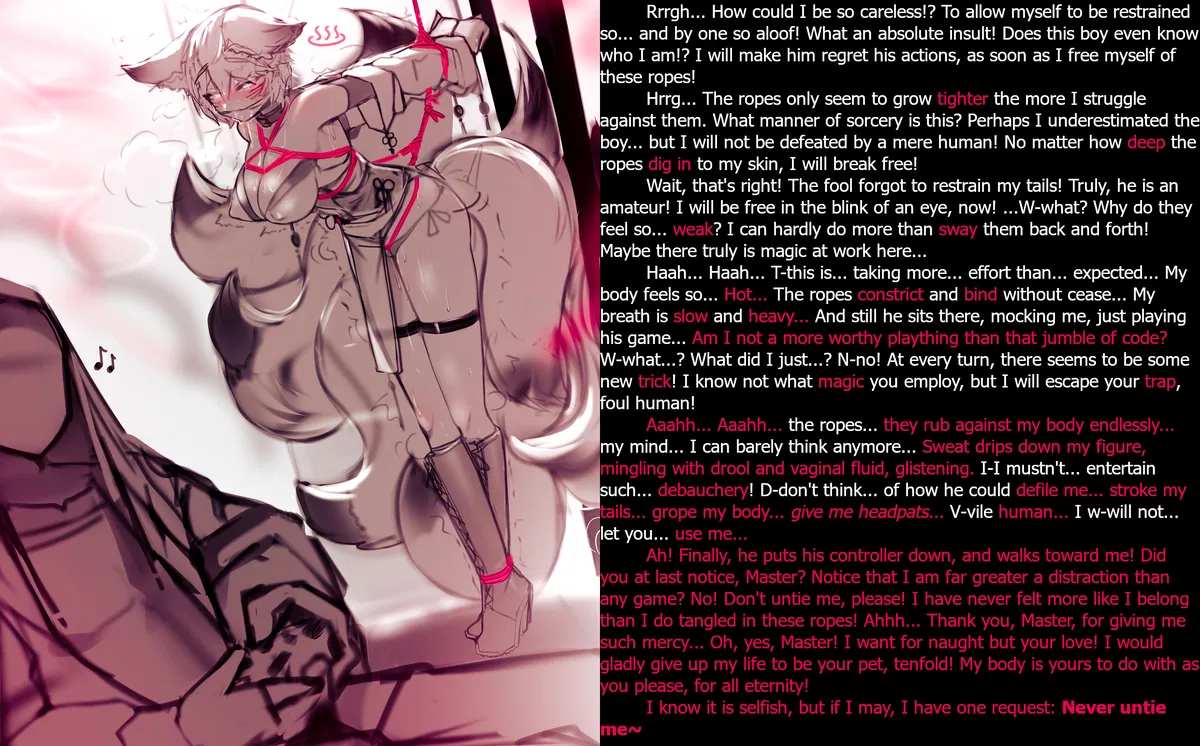 Rrrgh... How could I be so careless!? To allow myself to be restrained
so... and by one so aloof! What an absolute insult! Does this boy even know
who I am!? I will make him regret his actions, as soon as I free myself of
these ropes!
Hrrg... The ropes only seem to grow tighter the more I struggle
against them. What manner of sorcery is this? Perhaps I underestimated the
boy... but I will not be defeated by a mere human! No matter how deep the
ropes dig in to my skin, I will break free!
Wait, that's right! The fool forgot to restrain my tails! Truly, he is an
amateur! I will be free in the blink of an eye, now! ...W-what? Why do they
feel so... weak? I can hardly do more than sway them back and forth!
Maybe there truly is magic at work here...
Haah... Haah... T-this is... taking more... effort than... expected... My
body feels so... Hot... The ropes constrict and bind without cease... My
breath is slow and heavy... And still he sits there, mocking me, just playing
his game... Am I not a more worthy plaything than that jumble of code?
W-what...? What did I just...? N-no! At every turn, there seems to be some
new trick! I know not what magic you employ, but I will escape your trap,
foul human!
Aaahh... Aaahh... the ropes... they rub against my body endlessly...
my mind... I can barely think anymore... Sweat drips down my figure,
mingling with drool and vaginal fluid, glistening. I-I mustn't... entertain
such... debauchery! D-don't think... of how he could defile me... stroke my
tails... grope my body... give me headpats... V-vile human... I w-will not...
let you... use me...
Ah! Finally, he puts his controller down, and walks toward me! Did
you at last notice, Master? Notice that I am far greater a distraction than
any game? No! Don't untie me, please! I have never felt more like I belong
than I do tangled in these ropes! Ahhh... Thank you, Master, for giving me
such mercy... Oh, yes, Master! I want for naught but your love! I would
gladly give up my life to be your pet, tenfold! My body is yours to do with as
you please, for all eternity!
I know it is selfish, but if I may, I have one request: Never untie
me~